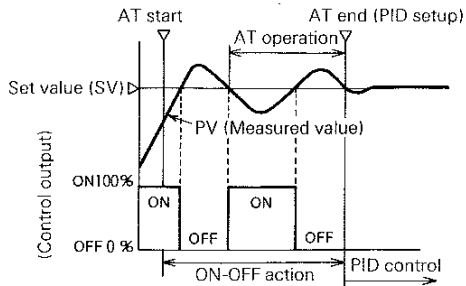 AT start
AT end (PID setup)
AT operation
Set value (SV)
PV (Measured value)
(Control output)
ON100%
ON
ON
OFF
OFF
OFF 0 %
ON-OFF action
PID control